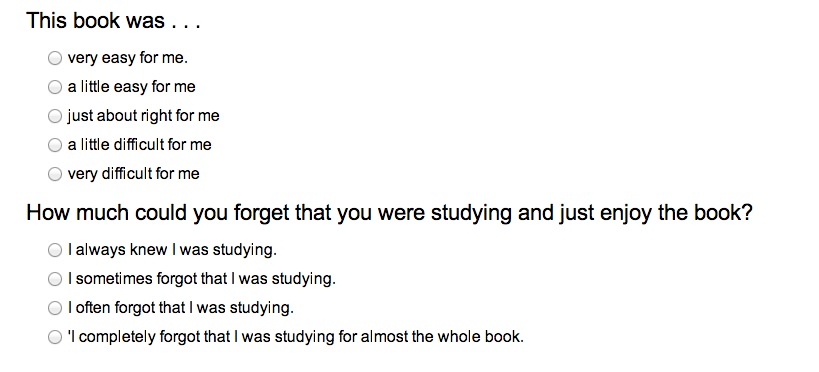 This book was . . .
very easy for me.
a little easy for me
just about right for me
a little difficult for me
very difficult for me
How much could you forget that you were studying and just enjoy the book?
I always knew I was studying.
I sometimes forgot that I was studying.
I often forgot that I was studying.
'I completely forgot that I was studying for almost the whole book.